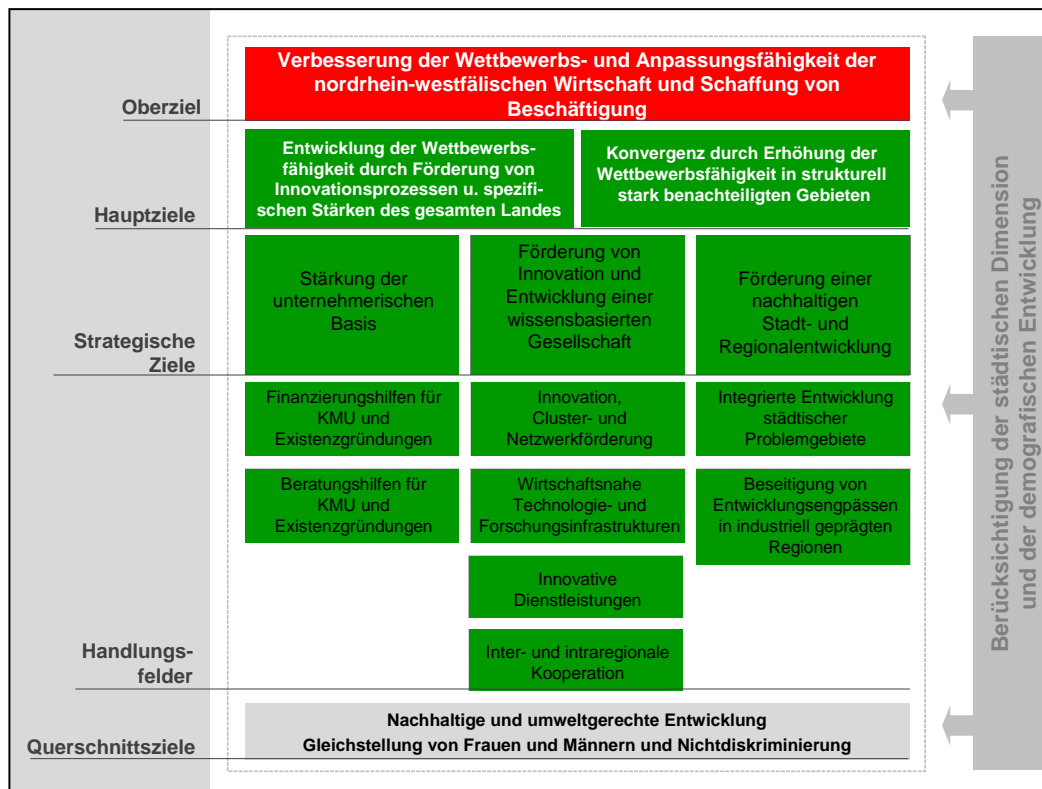 Verbesserung der Wettbewerbs- und Anpassungsfähigkeit der
nordrhein-westfälischen Wirtschaft und Schaffung von
Beschäftigung
Oberziel
Entwicklung der Wettbewerbs-
fähigkeit durch Förderung von
Innovationsprozessen u. spezifi-
schen Stärken des gesamten Landes
Konvergenz durch Erhöhung der
Wettbewerbsfähigkeit in strukturell
stark benachteiligten Gebieten
Hauptziele
Stärkung der
unternehmerischen
Basis
Förderung von
Innovation und
Entwicklung einer
wissensbasierten
Gesellschaft
Förderung einer
nachhaltigen
Stadt- und
Regionalentwicklung
Strategische
Ziele
Finanzierungshilfen für
KMU und
Existenzgründungen
Innovation,
Cluster- und
Netzwerkförderung
Integrierte Entwicklung
städtischer
Problemgebiete
Beratungshilfen für
KMU und
Existenzgründungen
Wirtschaftsnahe
Technologie- und
Forschungsinfrastrukturen
Beseitigung von
Entwicklungsengpässen
in industriell geprägten
Regionen
Innovative
Dienstleistungen
Inter- und intraregionale
Kooperation
Handlungs-
felder
Nachhaltige und umweltgerechte Entwicklung
Gleichstellung von Frauen und Männern und Nichtdiskriminierung
Querschnittsziele
Berücksichtigung der städtischen Dimension
und der demografischen Entwicklung